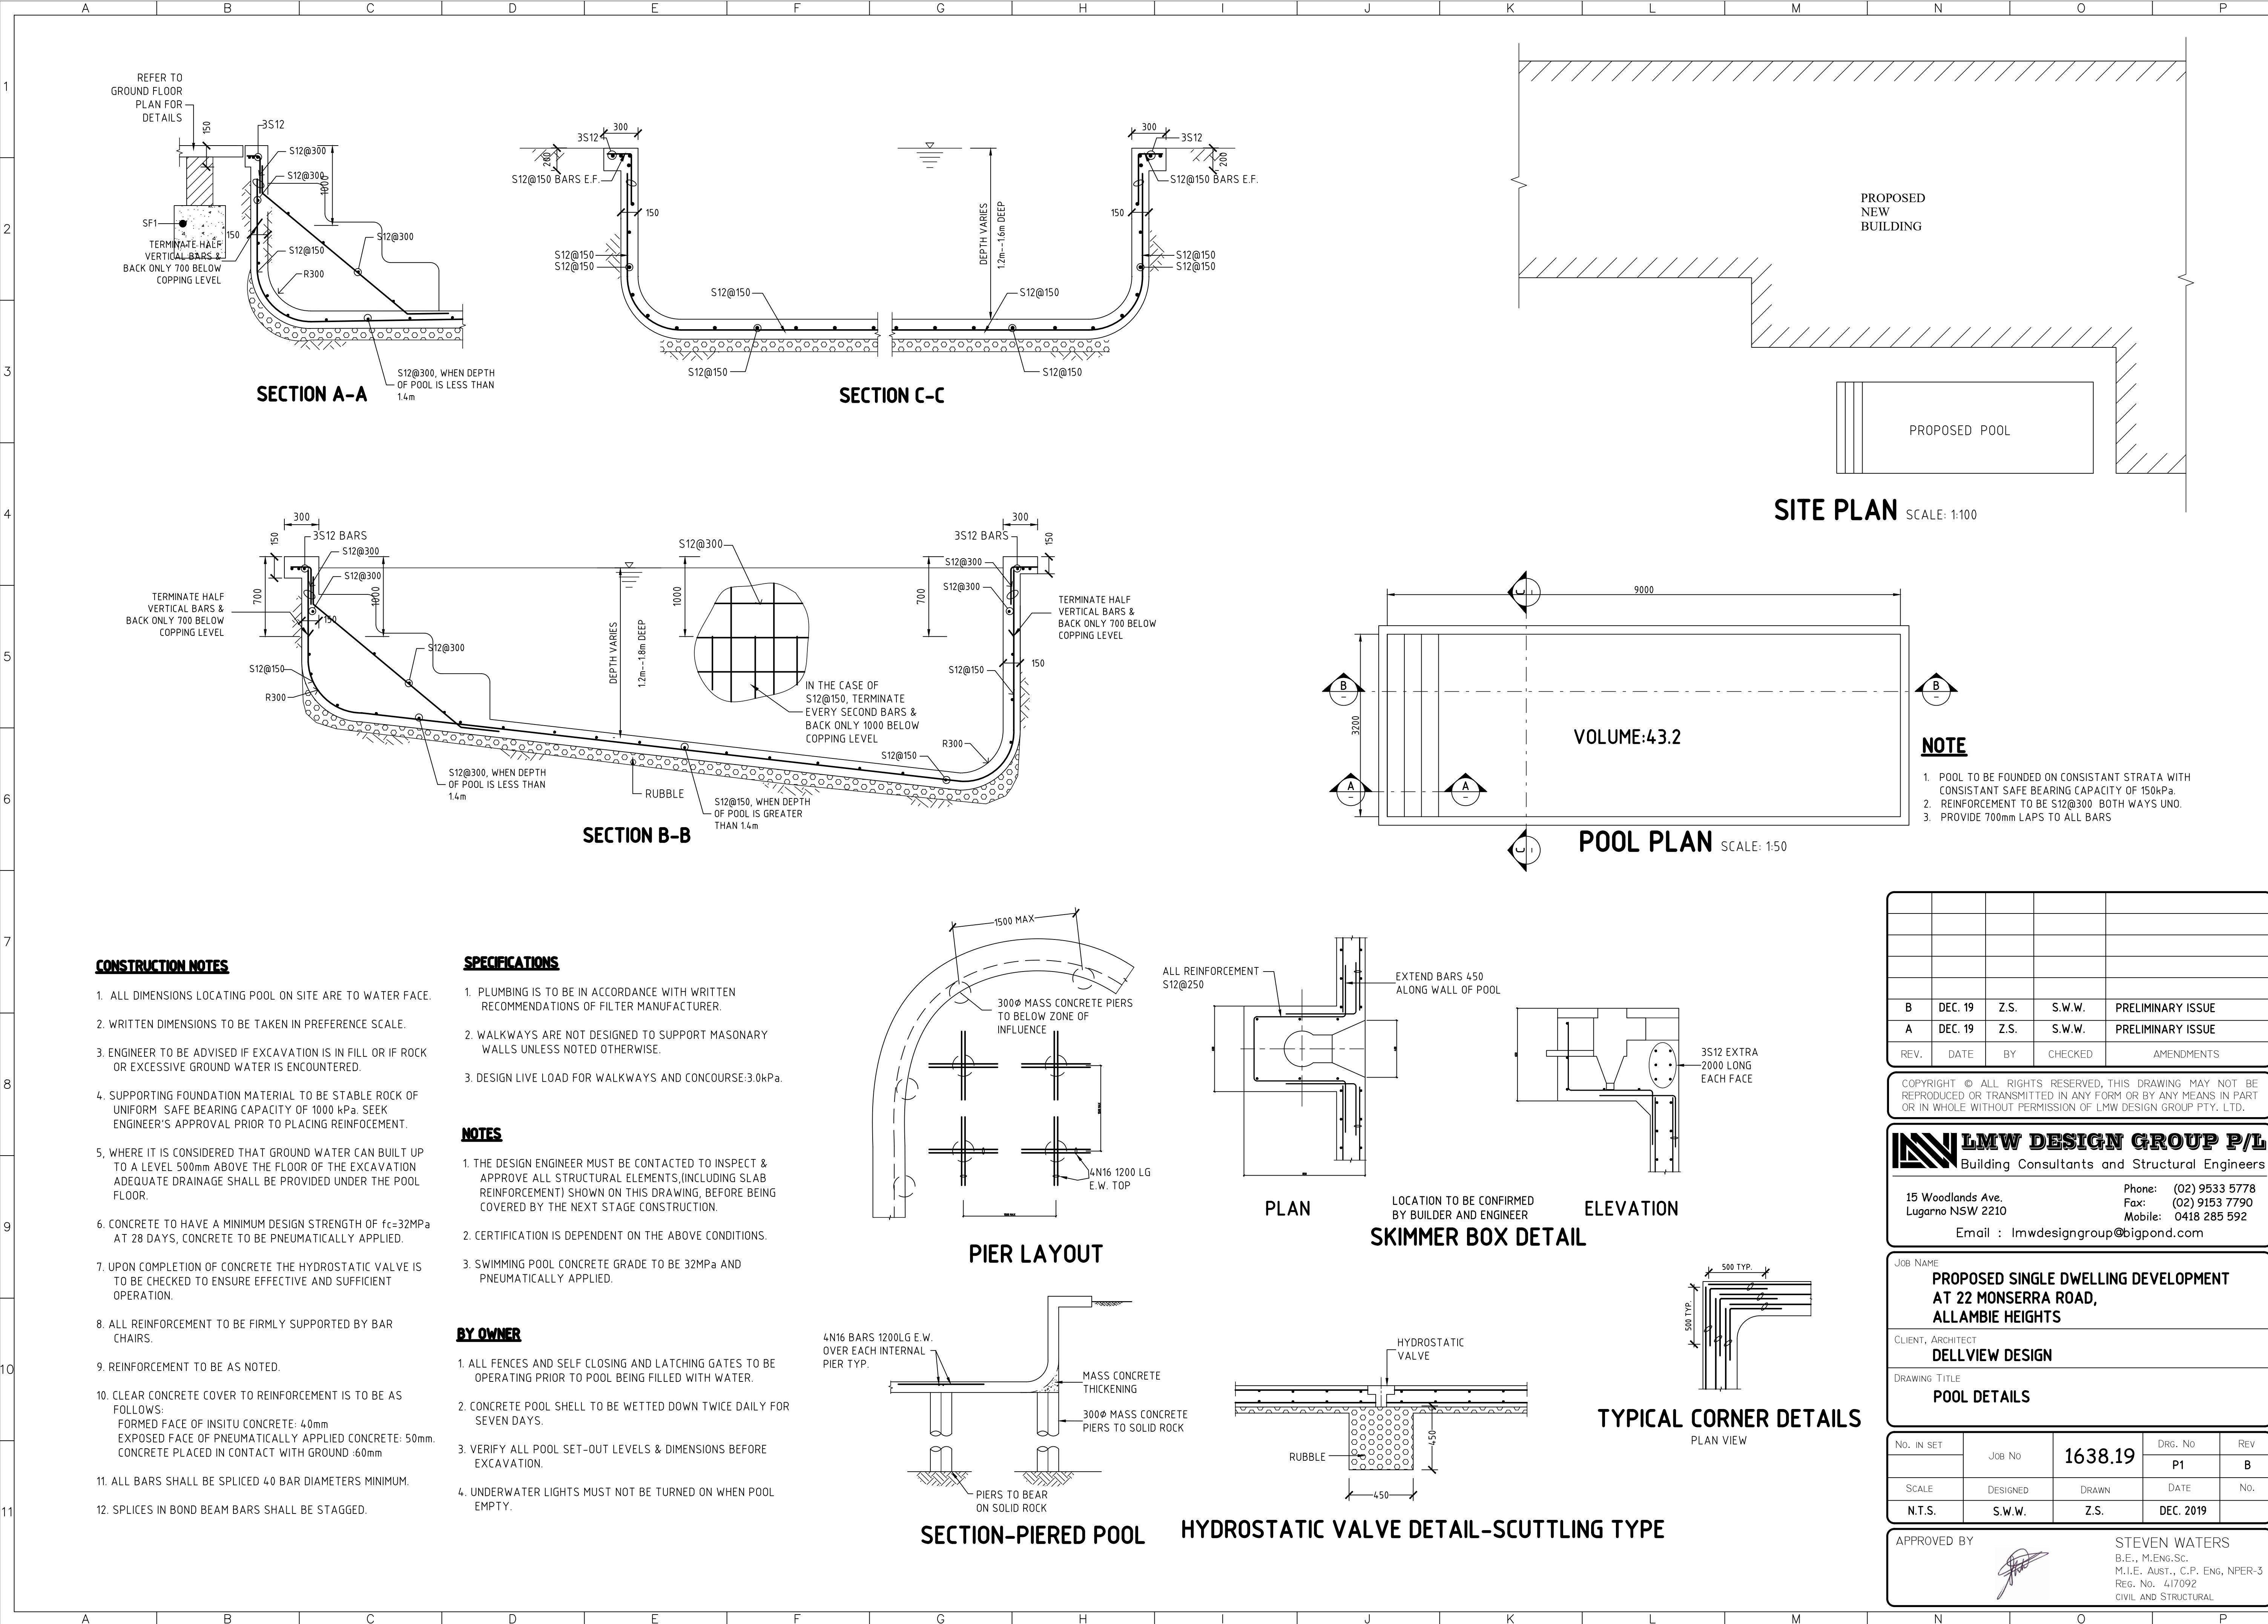 A B C D E F G H I J K L M N O P
1
2
3
4
5
6
7
8
9
10
11
REFER TO
GROUND FLOOR
PLAN FOR
DETAILS
150
3S12
S12@300
S12@300
1000
SF1
150
TERMINATE HALF
VERTICAL BARS &
BACK ONLY 700 BELOW
COPPING LEVEL
S12@150
R300
S12@300
S12@300, WHEN DEPTH
OF POOL IS LESS THAN
1.4m
SECTION A-A
300
3S12
200
S12@150 BARS E.F.
150
S12@150
S12@150
S12@150
S12@150
DEPTH VARIES
1.2m--1.6m DEEP
300
3S12
200
S12@150 BARS E.F.
150
S12@150
S12@150
S12@150
S12@150
SECTION C-C
PROPOSED
NEW
BUILDING
PROPOSED POOL
SITE PLAN SCALE: 1:100
300
150
3S12 BARS
S12@300
S12@300
700
1000
150
TERMINATE HALF
VERTICAL BARS &
BACK ONLY 700 BELOW
COPPING LEVEL
S12@150
R300
S12@300
S12@300, WHEN DEPTH
OF POOL IS LESS THAN
1.4m
DEPTH VARIES
1.2m--1.8m DEEP
S12@300
1000
IN THE CASE OF
S12@150, TERMINATE
EVERY SECOND BARS &
BACK ONLY 1000 BELOW
COPPING LEVEL
RUBBLE
S12@150, WHEN DEPTH
OF POOL IS GREATER
THAN 1.4m
300
3S12 BARS
150
S12@300
S12@300
700
TERMINATE HALF
VERTICAL BARS &
BACK ONLY 700 BELOW
COPPING LEVEL
S12@150
150
R300
S12@150
SECTION B-B
9000
3200
C
–
B
–
B
–
A
–
A
–
C
–
VOLUME:43.2
POOL PLAN SCALE: 1:50
NOTE
1. POOL TO BE FOUNDED ON CONSISTANT STRATA WITH
CONSISTANT SAFE BEARING CAPACITY OF 150kPa.
2. REINFORCEMENT TO BE S12@300 BOTH WAYS UNO.
3. PROVIDE 700mm LAPS TO ALL BARS
CONSTRUCTION NOTES
1. ALL DIMENSIONS LOCATING POOL ON SITE ARE TO WATER FACE.
2. WRITTEN DIMENSIONS TO BE TAKEN IN PREFERENCE SCALE.
3. ENGINEER TO BE ADVISED IF EXCAVATION IS IN FILL OR IF ROCK
OR EXCESSIVE GROUND WATER IS ENCOUNTERED.
4. SUPPORTING FOUNDATION MATERIAL TO BE STABLE ROCK OF
UNIFORM SAFE BEARING CAPACITY OF 1000 kPa. SEEK
ENGINEER'S APPROVAL PRIOR TO PLACING REINFOCEMENT.
5, WHERE IT IS CONSIDERED THAT GROUND WATER CAN BUILT UP
TO A LEVEL 500mm ABOVE THE FLOOR OF THE EXCAVATION
ADEQUATE DRAINAGE SHALL BE PROVIDED UNDER THE POOL
FLOOR.
6. CONCRETE TO HAVE A MINIMUM DESIGN STRENGTH OF fc=32MPa
AT 28 DAYS, CONCRETE TO BE PNEUMATICALLY APPLIED.
7. UPON COMPLETION OF CONCRETE THE HYDROSTATIC VALVE IS
TO BE CHECKED TO ENSURE EFFECTIVE AND SUFFICIENT
OPERATION.
8. ALL REINFORCEMENT TO BE FIRMLY SUPPORTED BY BAR
CHAIRS.
9. REINFORCEMENT TO BE AS NOTED.
10. CLEAR CONCRETE COVER TO REINFORCEMENT IS TO BE AS
FOLLOWS:
FORMED FACE OF INSITU CONCRETE: 40mm
EXPOSED FACE OF PNEUMATICALLY APPLIED CONCRETE: 50mm.
CONCRETE PLACED IN CONTACT WITH GROUND :60mm
11. ALL BARS SHALL BE SPLICED 40 BAR DIAMETERS MINIMUM.
12. SPLICES IN BOND BEAM BARS SHALL BE STAGGED.
SPECIFICATIONS
1. PLUMBING IS TO BE IN ACCORDANCE WITH WRITTEN
RECOMMENDATIONS OF FILTER MANUFACTURER.
2. WALKWAYS ARE NOT DESIGNED TO SUPPORT MASONARY
WALLS UNLESS NOTED OTHERWISE.
3. DESIGN LIVE LOAD FOR WALKWAYS AND CONCOURSE:3.0kPa.
NOTES
1. THE DESIGN ENGINEER MUST BE CONTACTED TO INSPECT &
APPROVE ALL STRUCTURAL ELEMENTS,(INCLUDING SLAB
REINFORCEMENT) SHOWN ON THIS DRAWING, BEFORE BEING
COVERED BY THE NEXT STAGE CONSTRUCTION.
2. CERTIFICATION IS DEPENDENT ON THE ABOVE CONDITIONS.
3. SWIMMING POOL CONCRETE GRADE TO BE 32MPa AND
PNEUMATICALLY APPLIED.
BY OWNER
1. ALL FENCES AND SELF CLOSING AND LATCHING GATES TO BE
OPERATING PRIOR TO POOL BEING FILLED WITH WATER.
2. CONCRETE POOL SHELL TO BE WETTED DOWN TWICE DAILY FOR
SEVEN DAYS.
3. VERIFY ALL POOL SET-OUT LEVELS & DIMENSIONS BEFORE
EXCAVATION.
4. UNDERWATER LIGHTS MUST NOT BE TURNED ON WHEN POOL
EMPTY.
1500 MAX
300Ø MASS CONCRETE PIERS
TO BELOW ZONE OF
INFLUENCE
4N16 1200 LG
E.W. TOP
PIER LAYOUT
4N16 BARS 1200LG E.W.
OVER EACH INTERNAL
PIER TYP.
MASS CONCRETE
THICKENING
300Ø MASS CONCRETE
PIERS TO SOLID ROCK
PIERS TO BEAR
ON SOLID ROCK
SECTION-PIERED POOL
ALL REINFORCEMENT
S12@250
EXTEND BARS 450
ALONG WALL OF POOL
PLAN
LOCATION TO BE CONFIRMED
BY BUILDER AND ENGINEER
3S12 EXTRA
2000 LONG
EACH FACE
ELEVATION
SKIMMER BOX DETAIL
HYDROSTATIC
VALVE
RUBBLE
450
450
HYDROSTATIC VALVE DETAIL-SCUTTLING TYPE
500 TYP.
500 TYP.
TYPICAL CORNER DETAILS
PLAN VIEW
B DEC. 19 Z.S. S.W.W. PRELIMINARY ISSUE
A DEC. 19 Z.S. S.W.W. PRELIMINARY ISSUE
REV. DATE BY CHECKED AMENDMENTS
COPYRIGHT © ALL RIGHTS RESERVED, THIS DRAWING MAY NOT BE
REPRODUCED OR TRANSMITTED IN ANY FORM OR BY ANY MEANS IN PART
OR IN WHOLE WITHOUT PERMISSION OF LMW DESIGN GROUP PTY. LTD.
LMW DESIGN GROUP P/L
Building Consultants and Structural Engineers
15 Woodlands Ave.
Lugarno NSW 2210
Phone: (02) 9533 5778
Fax: (02) 9153 7790
Mobile: 0418 285 592
Email : lmwdesigngroup@bigpond.com
JOB NAME
PROPOSED SINGLE DWELLING DEVELOPMENT
AT 22 MONSERRA ROAD,
ALLAMBIE HEIGHTS
CLIENT, ARCHITECT
DELLVIEW DESIGN
DRAWING TITLE
POOL DETAILS
NO. IN SET
JOB NO 1638.19
DRG. NO REV
P1 B
SCALE DESIGNED DRAWN DATE NO.
N.T.S. S.W.W. Z.S. DEC. 2019
APPROVED BY
STEVEN WATERS
B.E., M.ENG.SC.
M.I.E. AUST., C.P. ENG, NPER-3
REG. NO. 417092
CIVIL AND STRUCTURAL
A B C D E F G H I J K L M N O P